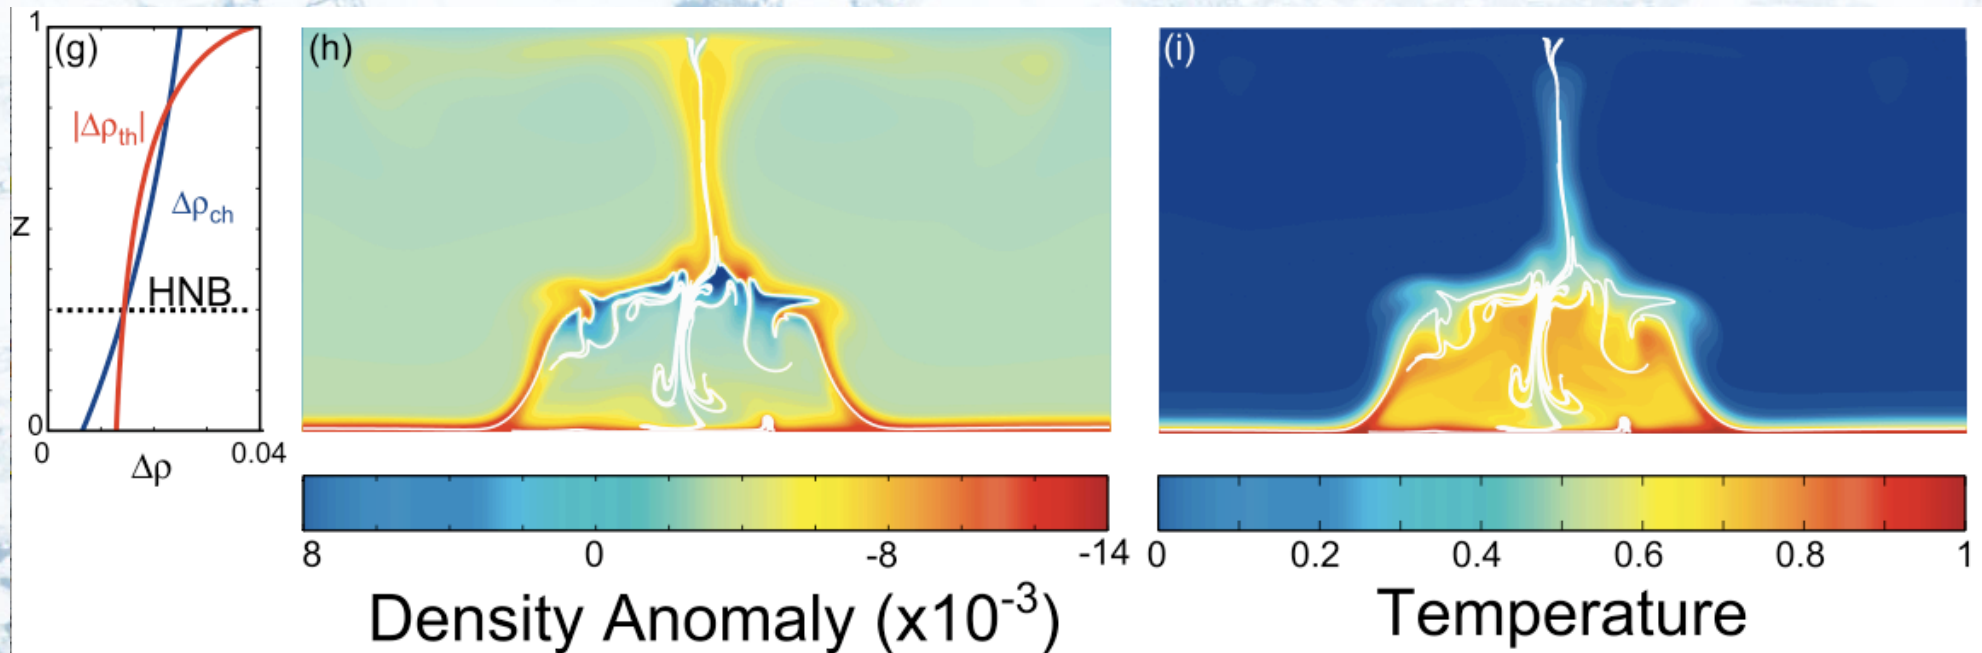 1
(g)
|Δρth|
Δρch
z
HNB
0
0
0.04
Δρ
(h)
8
0
-8
-14
Density Anomaly (x10-3)
(i)
0
0.2
0.4
0.6
0.8
1
Temperature